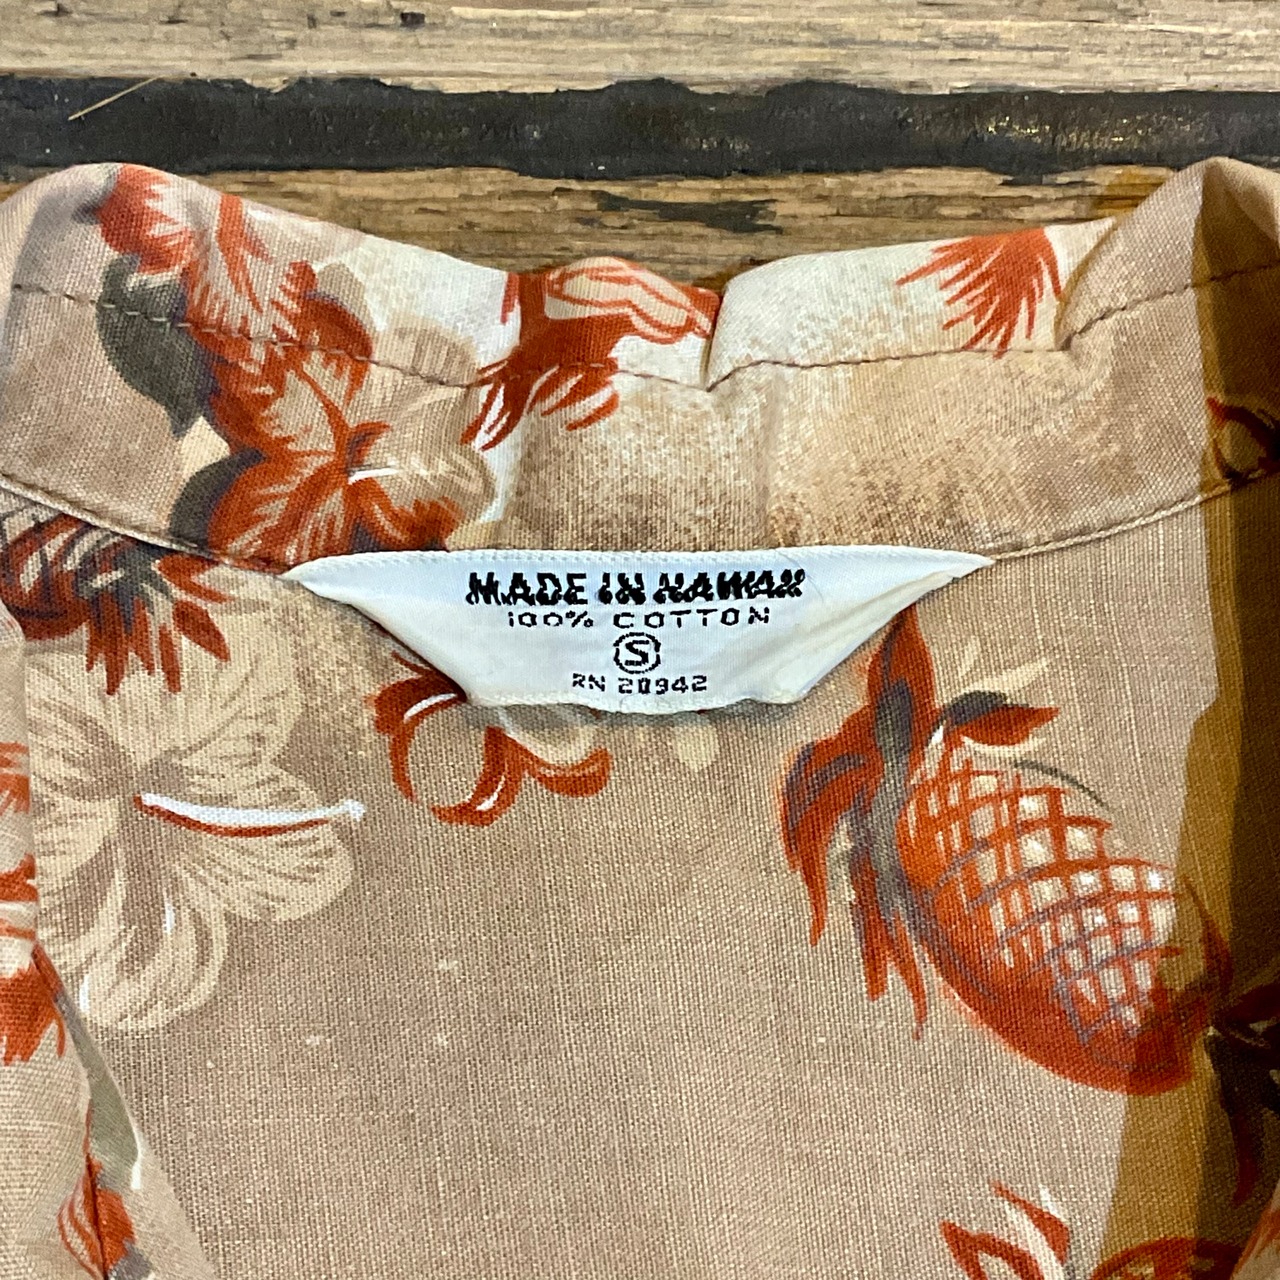 MADE IN HAWAII
100% COTTON
S
RN 20942